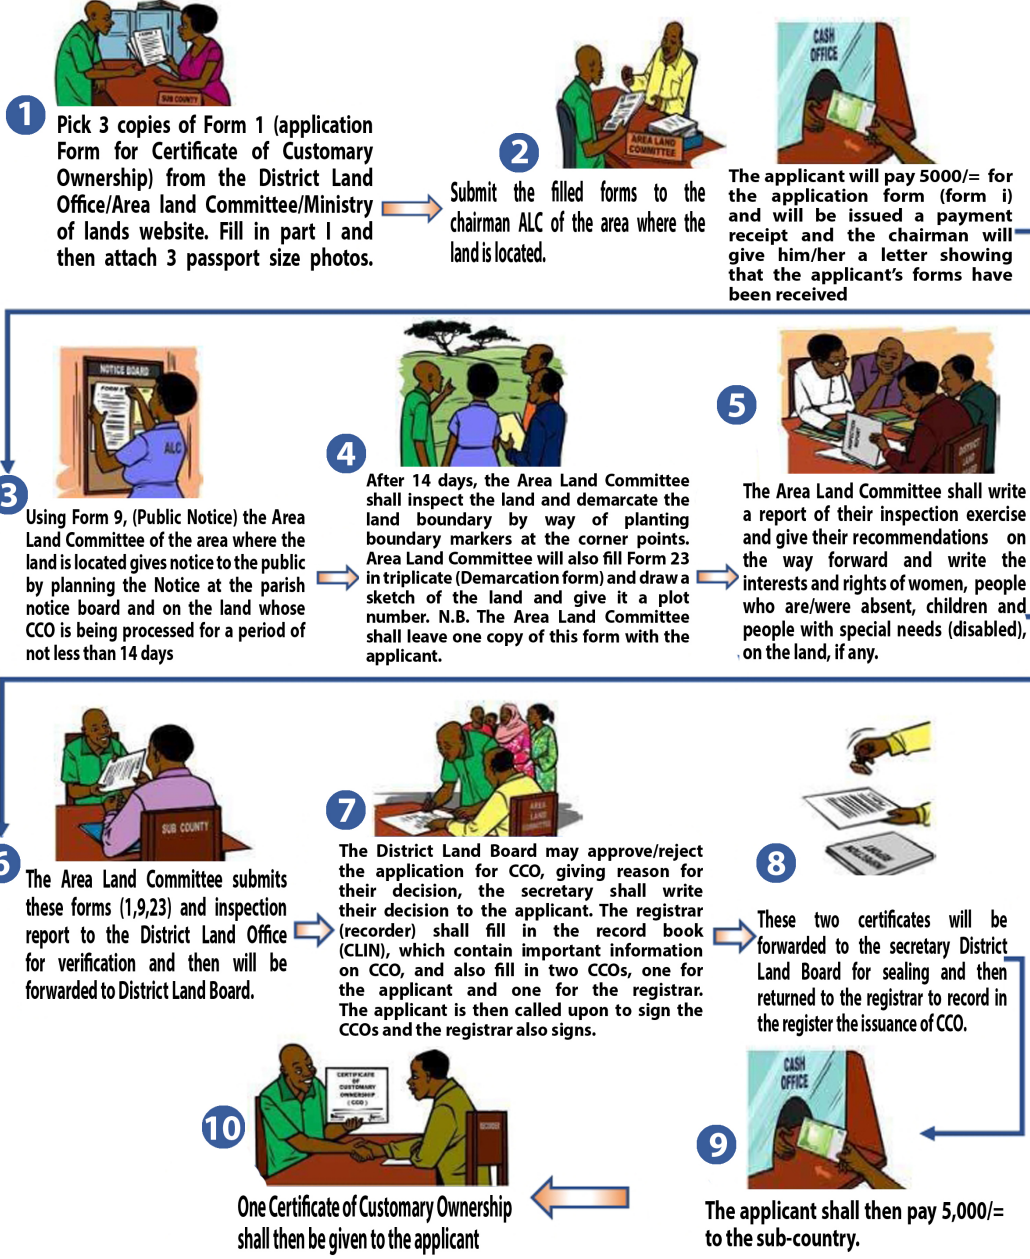 FORM 1
SUB COUNTY
1
Pick 3 copies of Form 1 (application
Form for Certificate of Customary
Ownership) from the District Land
Office/Area land Committee/Ministry
of lands website. Fill in part I and
then attach 3 passport size photos.
AREA LAND
COMMITTEE
2
Submit the filled forms to the
chairman ALC of the area where the
land is located.
CASH
OFFICE
The applicant will pay 5000/= for
the application form (form i)
and will be issued a payment
receipt and the chairman will
give him/her a letter showing
that the applicant's forms have
been received
NOTICE BOARD
FORM 9
ALC
3
Using Form 9, (Public Notice) the Area
Land Committee of the area where the
land is located gives notice to the public
by planning the Notice at the parish
notice board and on the land whose
CCO is being processed for a period of
not less than 14 days
4
After 14 days, the Area Land Committee
shall inspect the land and demarcate the
land boundary by way of planting
boundary markers at the corner points.
Area Land Committee will also fill Form 23
in triplicate (Demarcation form) and draw a
sketch of the land and give it a plot
number. N.B. The Area Land Committee
shall leave one copy of this form with the
applicant.
5
INSPECTION
REPORT
DISTRICT
LAND
The Area Land Committee shall write
a report of their inspection exercise
and give their recommendations on
the way forward and write the
interests and rights of women, people
who are/were absent, children and
people with special needs (disabled),
on the land, if any.
SUB COUNTY
6
The Area Land Committee submits
these forms (1,9,23) and inspection
report to the District Land Office
for verification and then will be
forwarded to District Land Board.
AREA
LAND
COMMITTEE
7
The District Land Board may approve/reject
the application for CCO, giving reason for
their decision, the secretary shall write
their decision to the applicant. The registrar
(recorder) shall fill in the record book
(CLIN), which contain important information
on CCO, and also fill in two CCOs, one for
the applicant and one for the registrar.
The applicant is then called upon to sign the
CCOs and the registrar also signs.
INSPECTION
REPORT
8
These two certificates will be
forwarded to the secretary District
Land Board for sealing and then
returned to the registrar to record in
the register the issuance of CCO.
CASH
OFFICE
9
The applicant shall then pay 5,000/=
to the sub-country.
CERTIFICATE
OF
CUSTOMARY
OWNERSHIP
(CCO)
RECORDER
10
One Certificate of Customary Ownership
shall then be given to the applicant